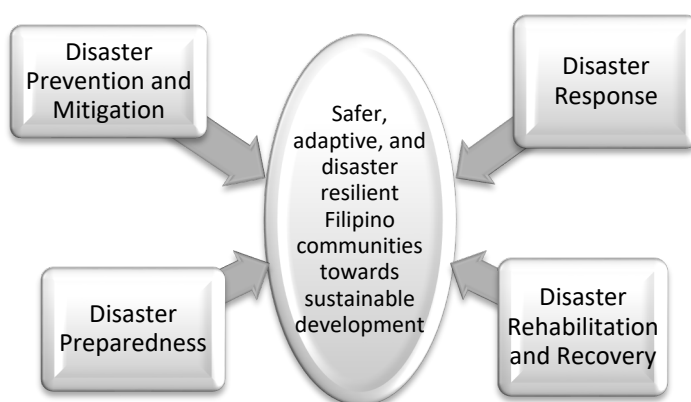 Disaster
Prevention and
Mitigation
Disaster
Response
Safer,
adaptive, and
disaster
resilient
Filipino
communities
towards
sustainable
development
Disaster
Preparedness
Disaster
Rehabilitation
and Recovery